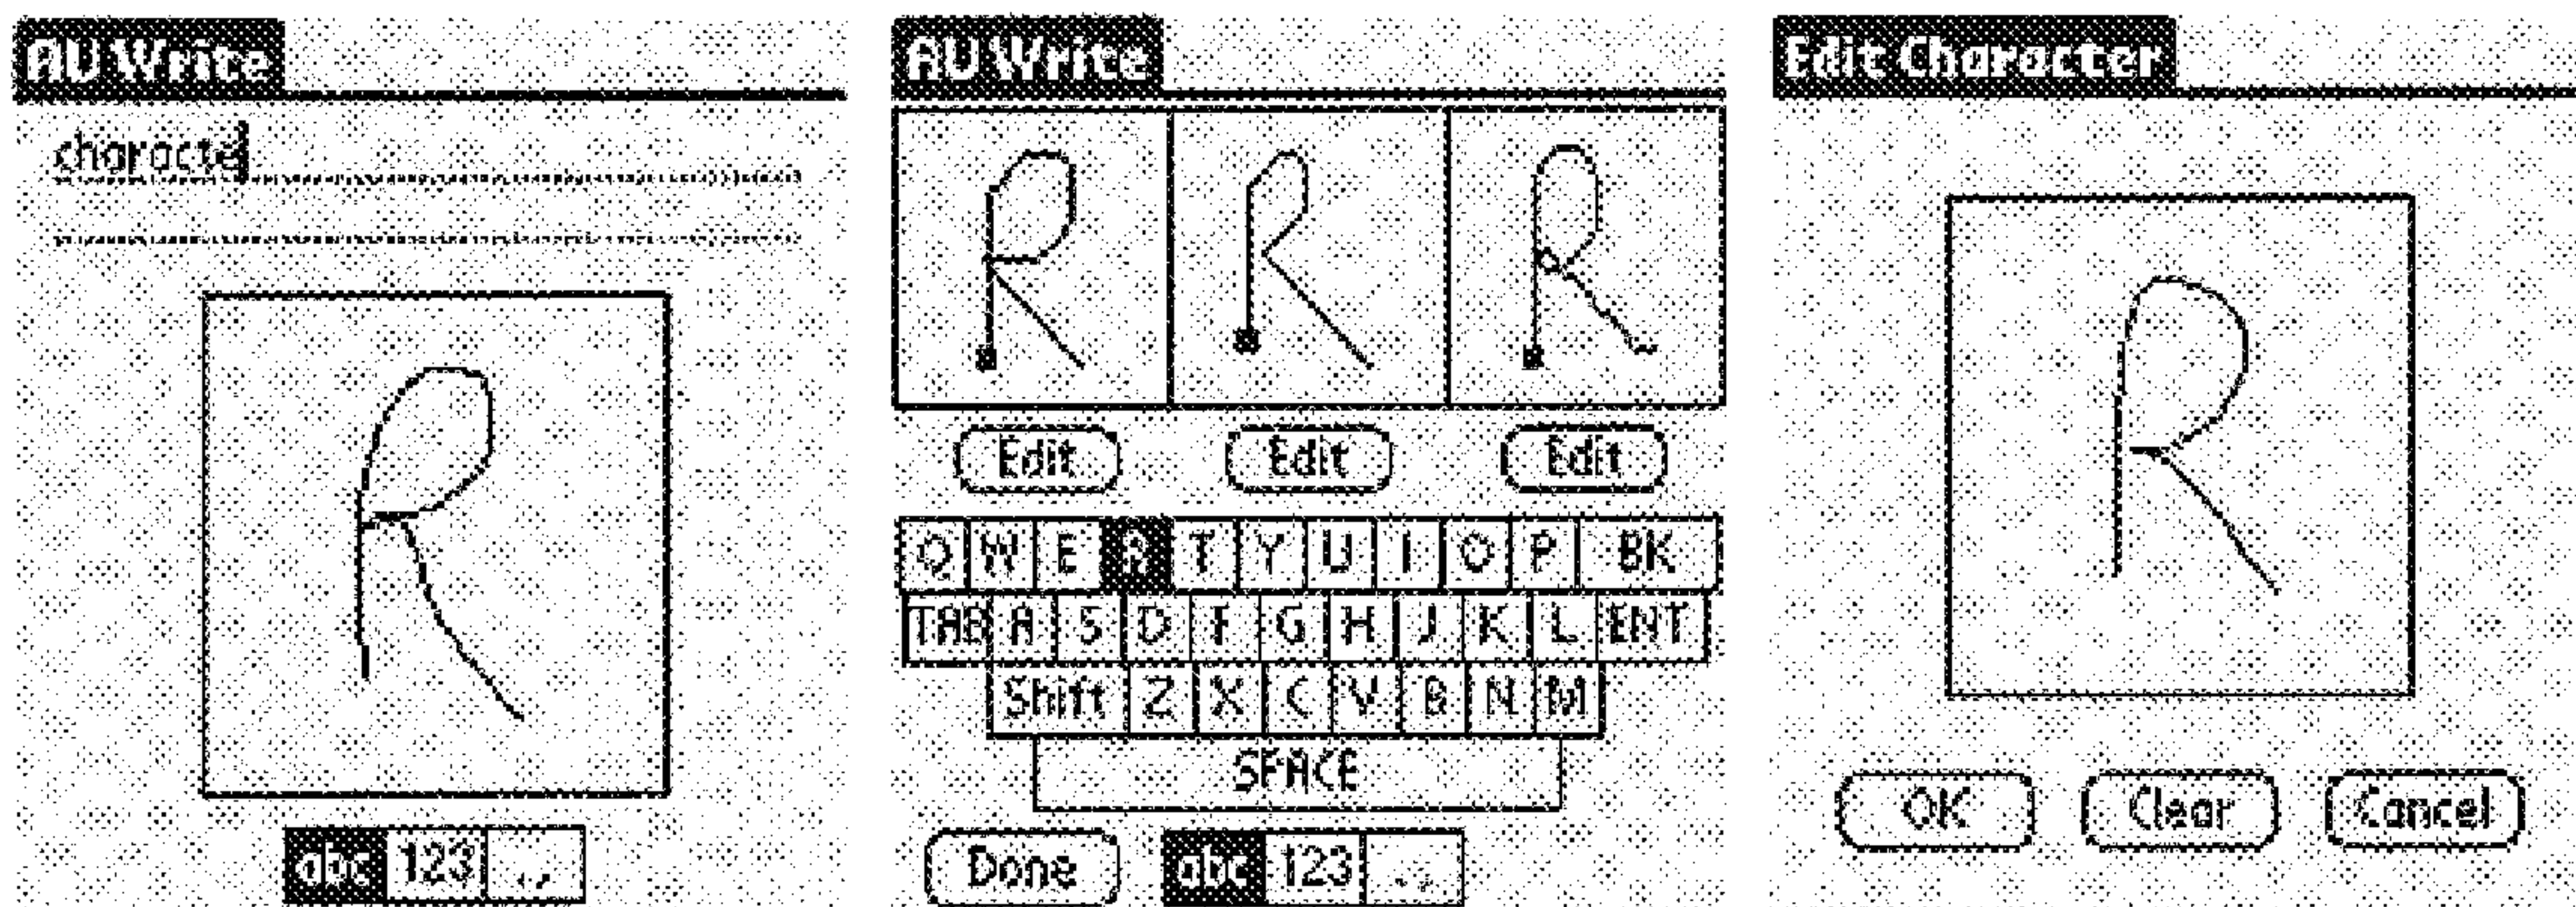 AU Write
characte
R
abc 123 .,
AU Write
R R R
Edit Edit Edit
Q W E R T Y U I O P BK
TAB A S D F G H J K L ENT
Shift Z X C V B N M
SPACE
Done abc 123 .,
Edit Character
R
OK Clear Cancel